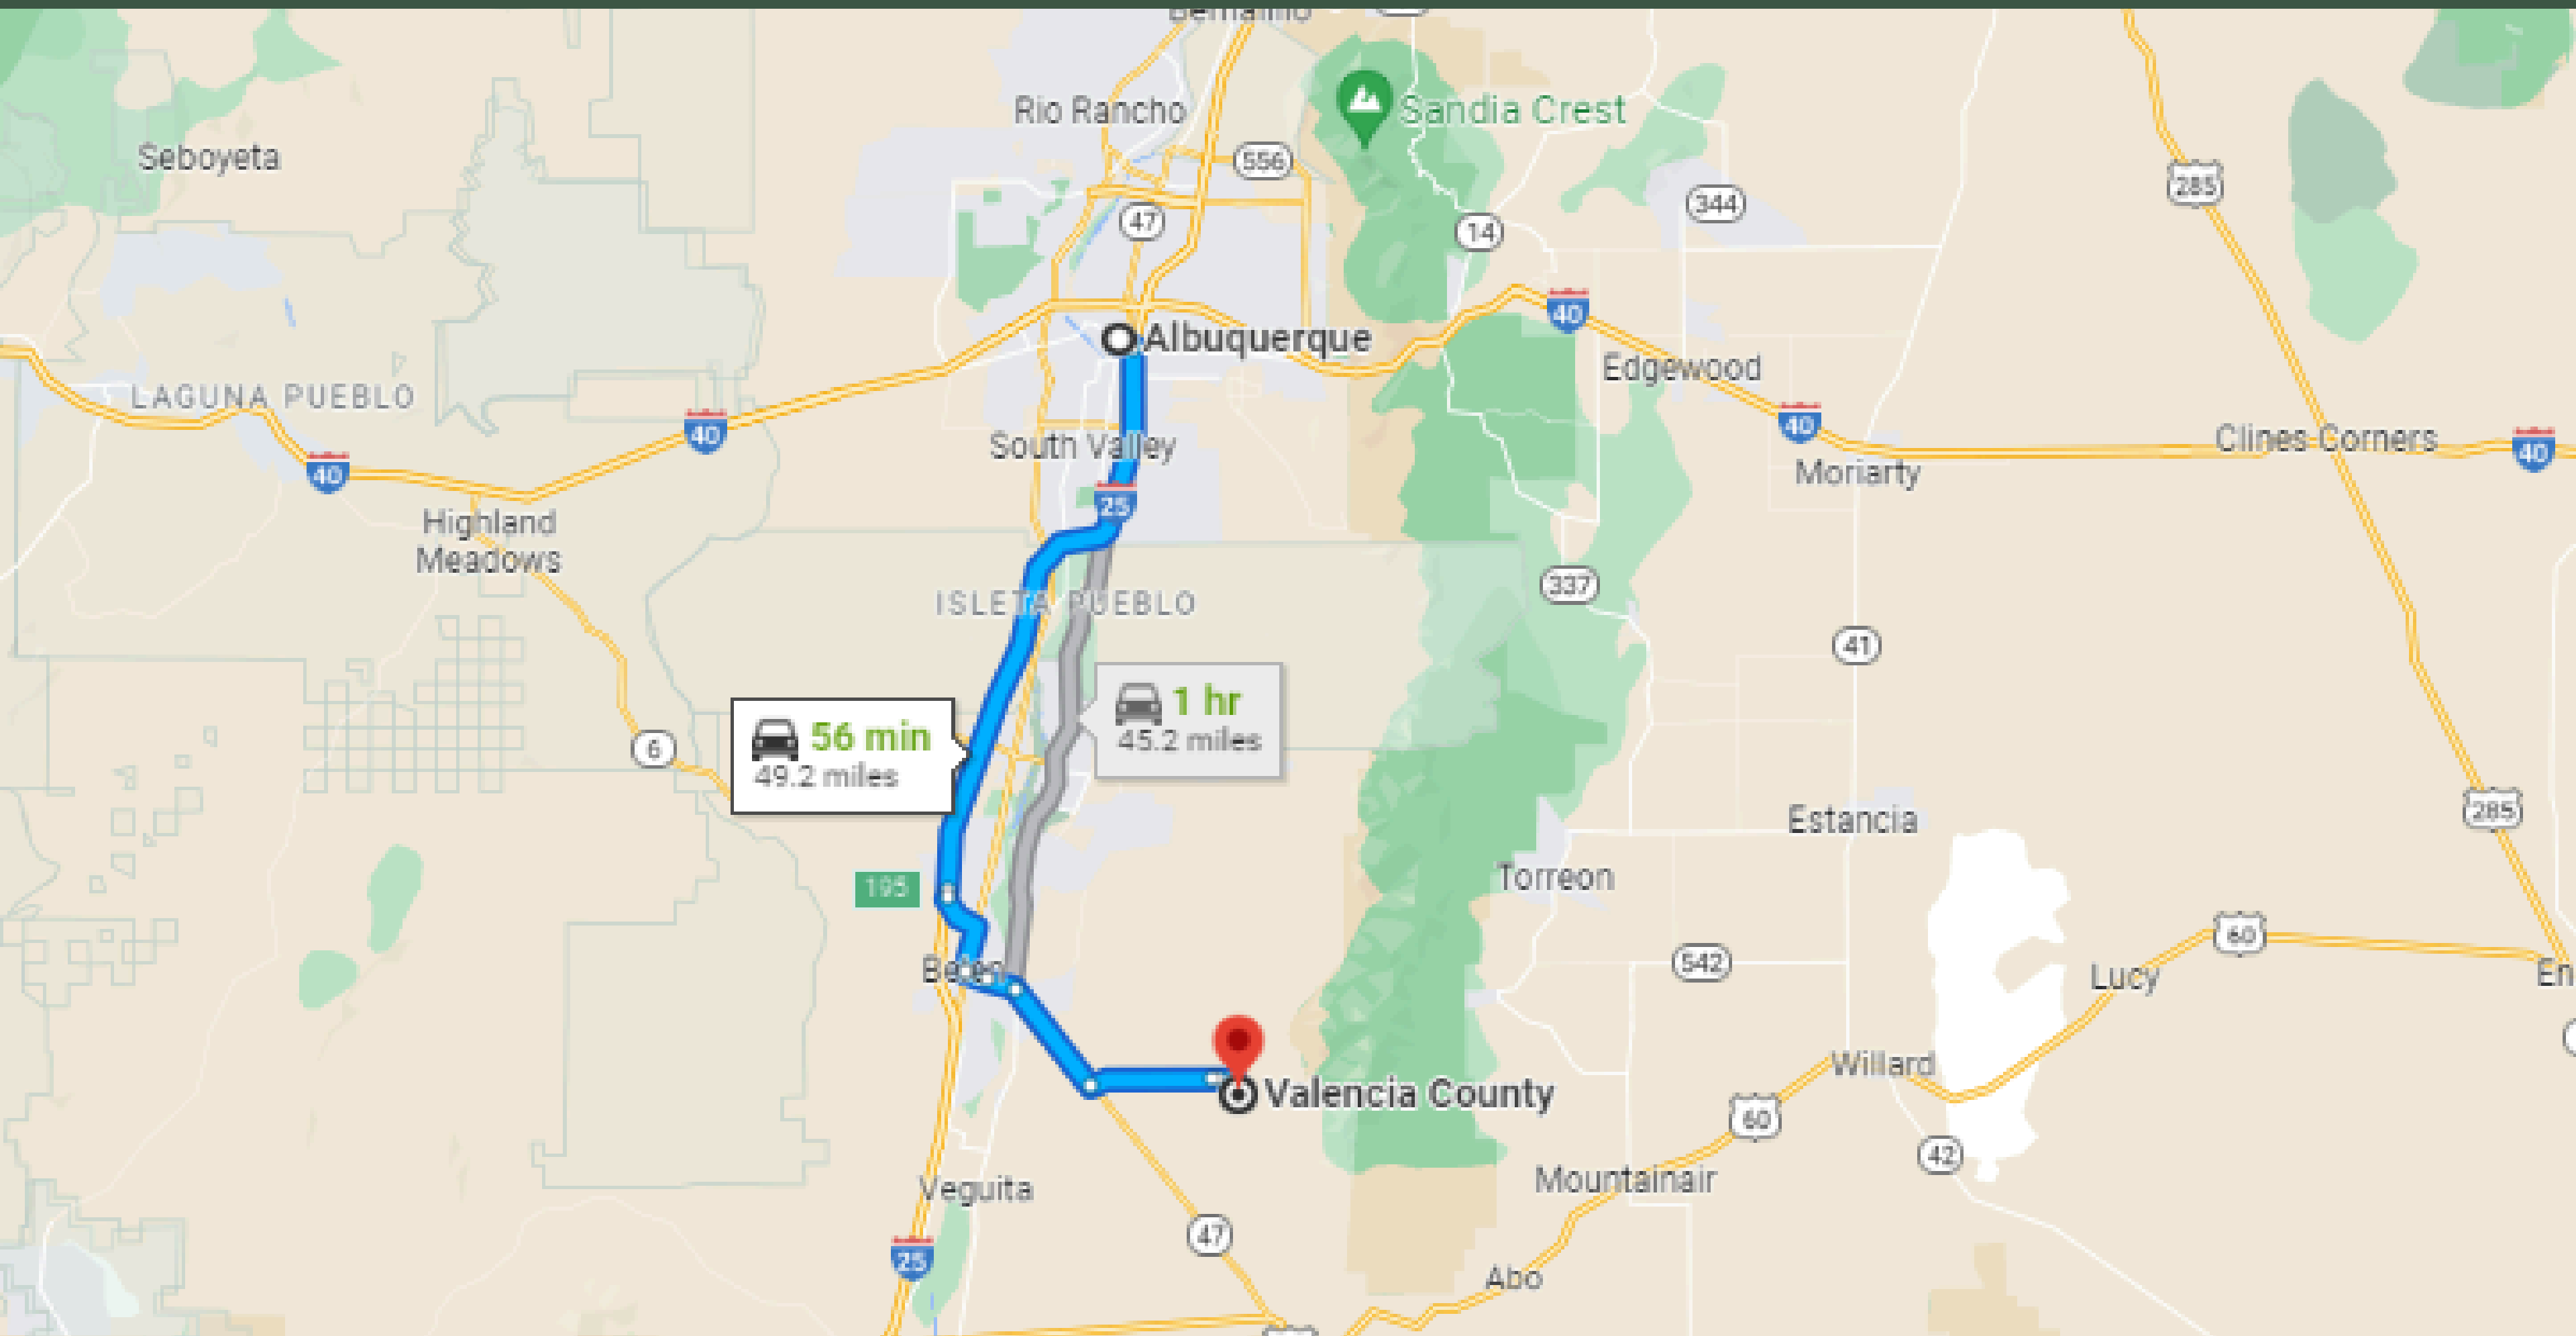 Bernalillo
Rio Rancho
Sandia Crest
Seboyeta
556
285
344
47
14
40
Albuquerque
Edgewood
LAGUNA PUEBLO
40
40
Clines Corners
40
South Valley
40
Moriarty
25
Highland
Meadows
337
ISLETA PUEBLO
41
1 hr
45.2 miles
56 min
49.2 miles
6
285
Estancia
Torreon
195
60
542
Belen
Lucy
En
Willard
Valencia County
60
42
Mountainair
Veguita
47
25
Abo